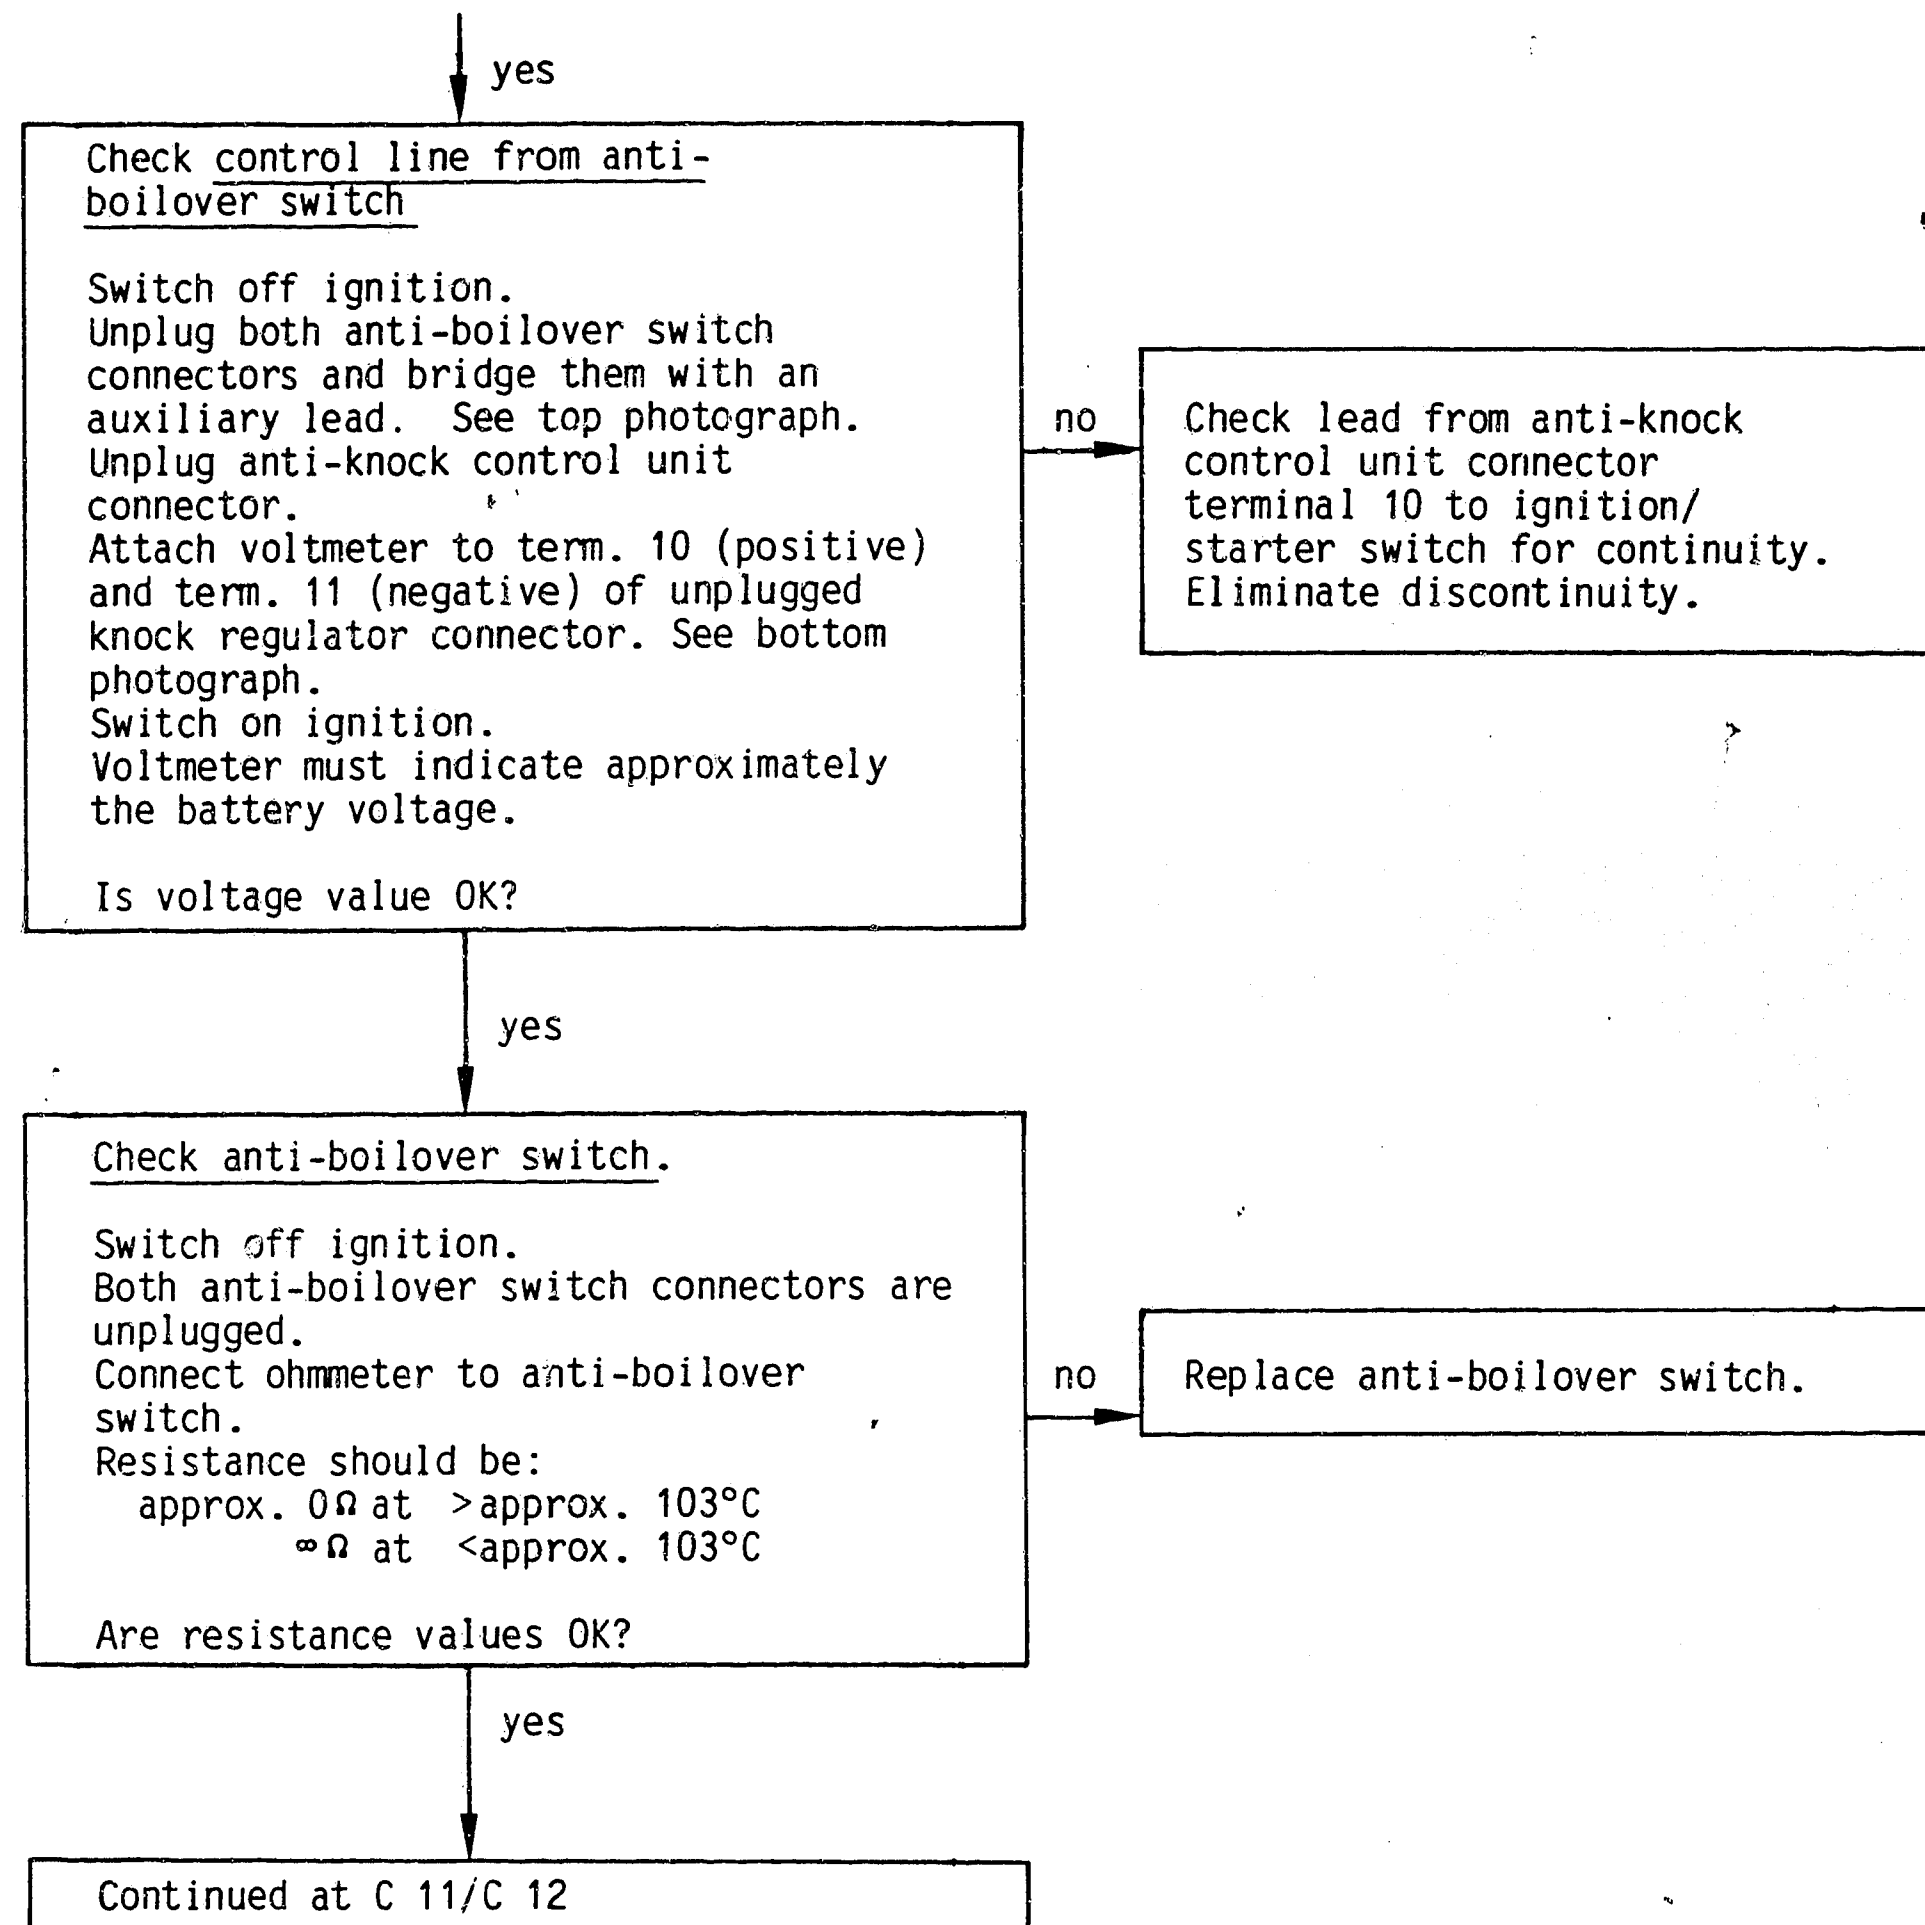 yes
Check control line from anti-
boilover switch
Switch off ignition.
Unplug both anti-boilover switch
connectors and bridge them with an
auxiliary lead. See top photograph.
Unplug anti-knock control unit
connector.
Attach voltmeter to term. 10 (positive)
and term. 11 (negative) of unplugged
knock regulator connector. See bottom
photograph.
Switch on ignition.
Voltmeter must indicate approximately
the battery voltage.
Is voltage value OK?
no
Check lead from anti-knock
control unit connector
terminal 10 to ignition/
starter switch for continuity.
Eliminate discontinuity.
yes
Check anti-boilover switch.
Switch off ignition.
Both anti-boilover switch connectors are
unplugged.
Connect ohmmeter to anti-boilover
switch.
Resistance should be:
approx. 0Ω at >approx. 103°C
∞Ω at <approx. 103°C
Are resistance values OK?
no
Replace anti-boilover switch.
yes
Continued at C 11/C 12